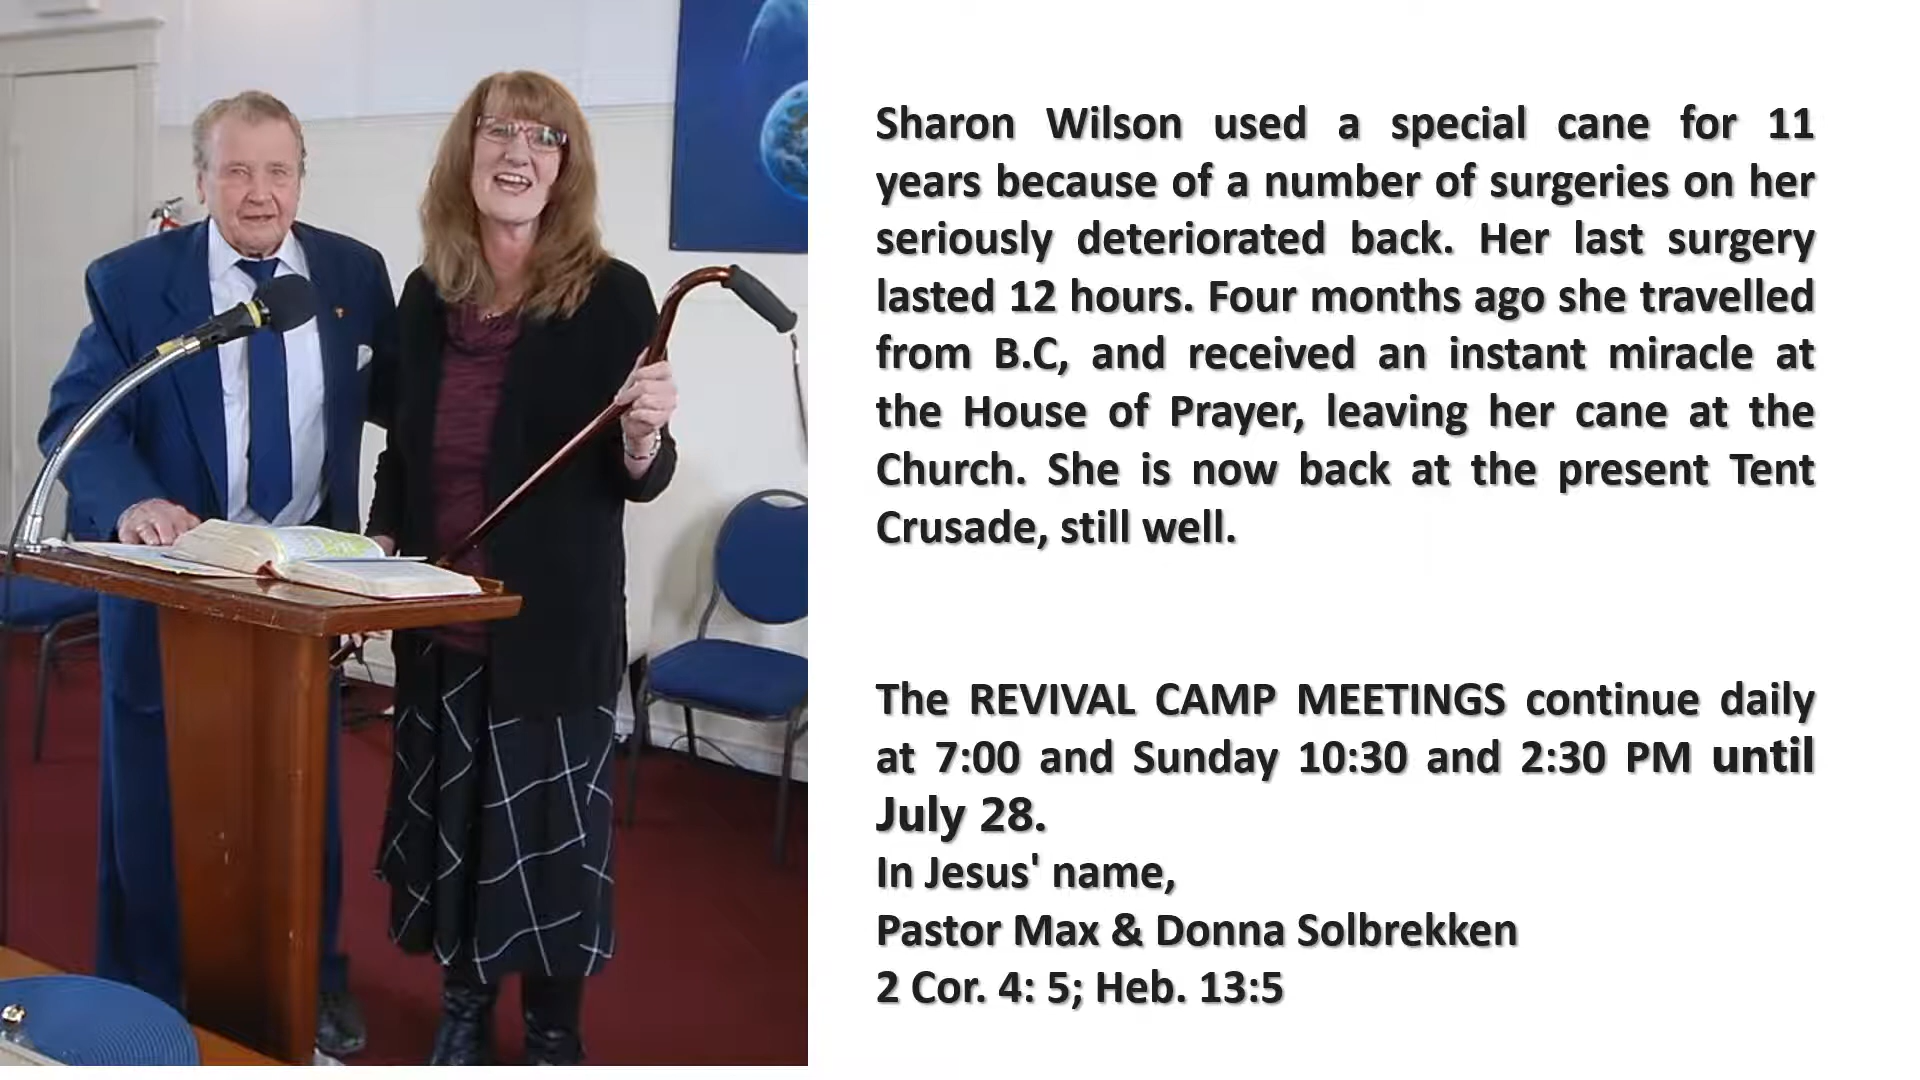 Sharon Wilson used a special cane for 11
years because of a number of surgeries on her
seriously deteriorated back. Her last surgery
lasted 12 hours. Four months ago she travelled
from B.C, and received an instant miracle at
the House of Prayer, leaving her cane at the
Church. She is now back at the present Tent
Crusade, still well.
The REVIVAL CAMP MEETINGS continue daily
at 7:00 and Sunday 10:30 and 2:30 PM until
July 28.
In Jesus' name,
Pastor Max & Donna Solbrekken
2 Cor. 4: 5; Heb. 13:5